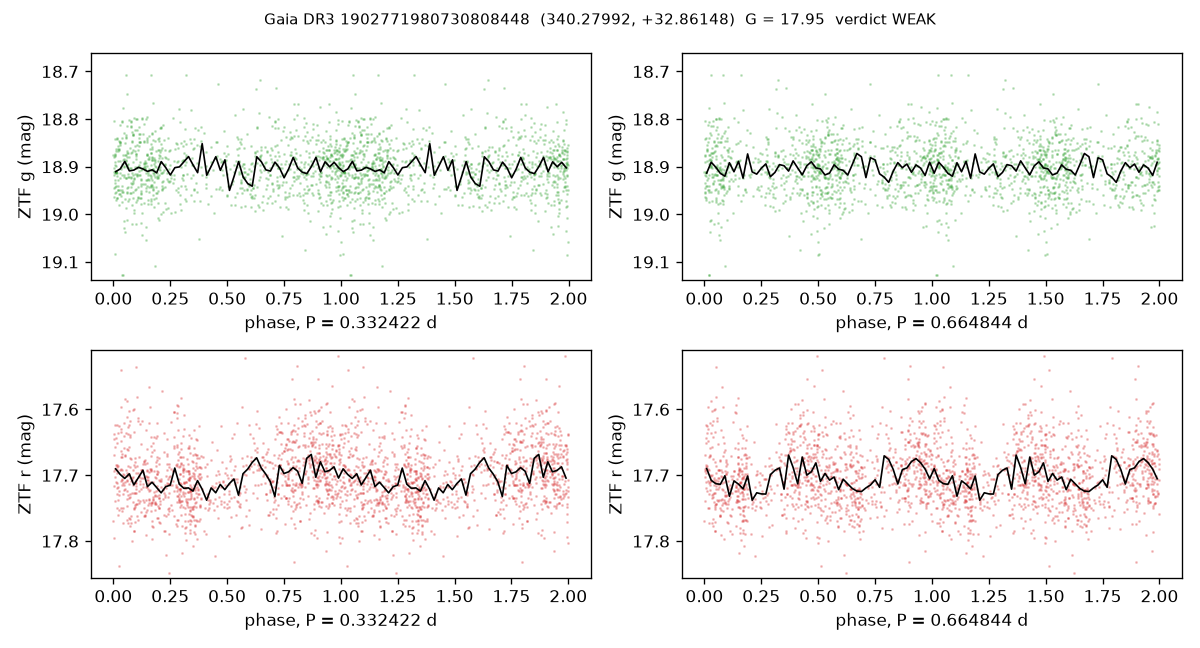 Gaia DR3 1902771980730808448 (340.27992, +32.86148) G = 17.95 verdict WEAK
ZTF g (mag)
18.7
18.8
18.9
19.0
19.1
0.00 0.25 0.50 0.75 1.00 1.25 1.50 1.75 2.00
phase, P = 0.332422 d
ZTF g (mag)
18.7
18.8
18.9
19.0
19.1
0.00 0.25 0.50 0.75 1.00 1.25 1.50 1.75 2.00
phase, P = 0.664844 d
ZTF r (mag)
17.6
17.7
17.8
0.00 0.25 0.50 0.75 1.00 1.25 1.50 1.75 2.00
phase, P = 0.332422 d
ZTF r (mag)
17.6
17.7
17.8
0.00 0.25 0.50 0.75 1.00 1.25 1.50 1.75 2.00
phase, P = 0.664844 d